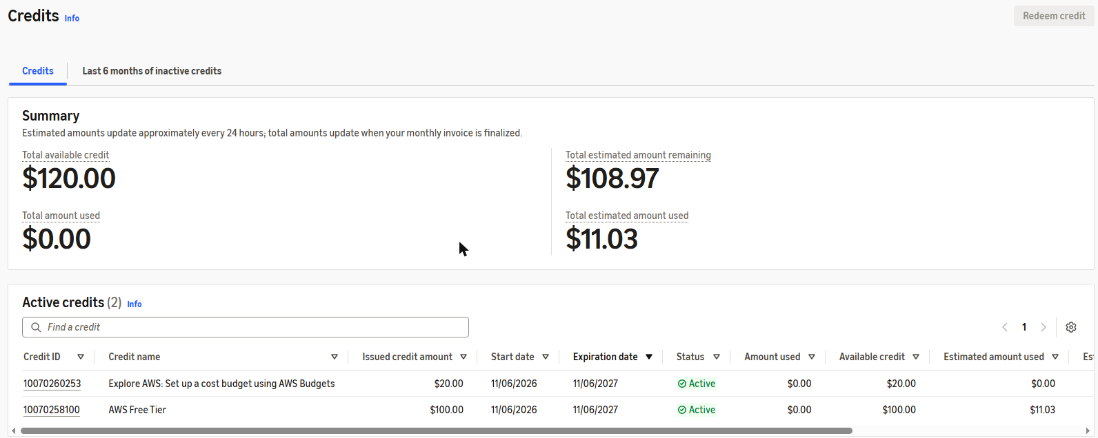 Credits Info
Redeem credit
Credits
Last 6 months of inactive credits
Summary
Estimated amounts update approximately every 24 hours; total amounts update when your monthly invoice is finalized.
Total available credit
$120.00
Total amount used
$0.00
Total estimated amount remaining
$108.97
Total estimated amount used
$11.03
Active credits (2) Info
Find a credit
1
Credit ID Credit name Issued credit amount Start date Expiration date Status Amount used Available credit Estimated amount used Es
10070260253 Explore AWS: Set up a cost budget using AWS Budgets $20.00 11/06/2026 11/06/2027 Active $0.00 $20.00 $0.00
10070258100 AWS Free Tier $100.00 11/06/2026 11/06/2027 Active $0.00 $100.00 $11.03